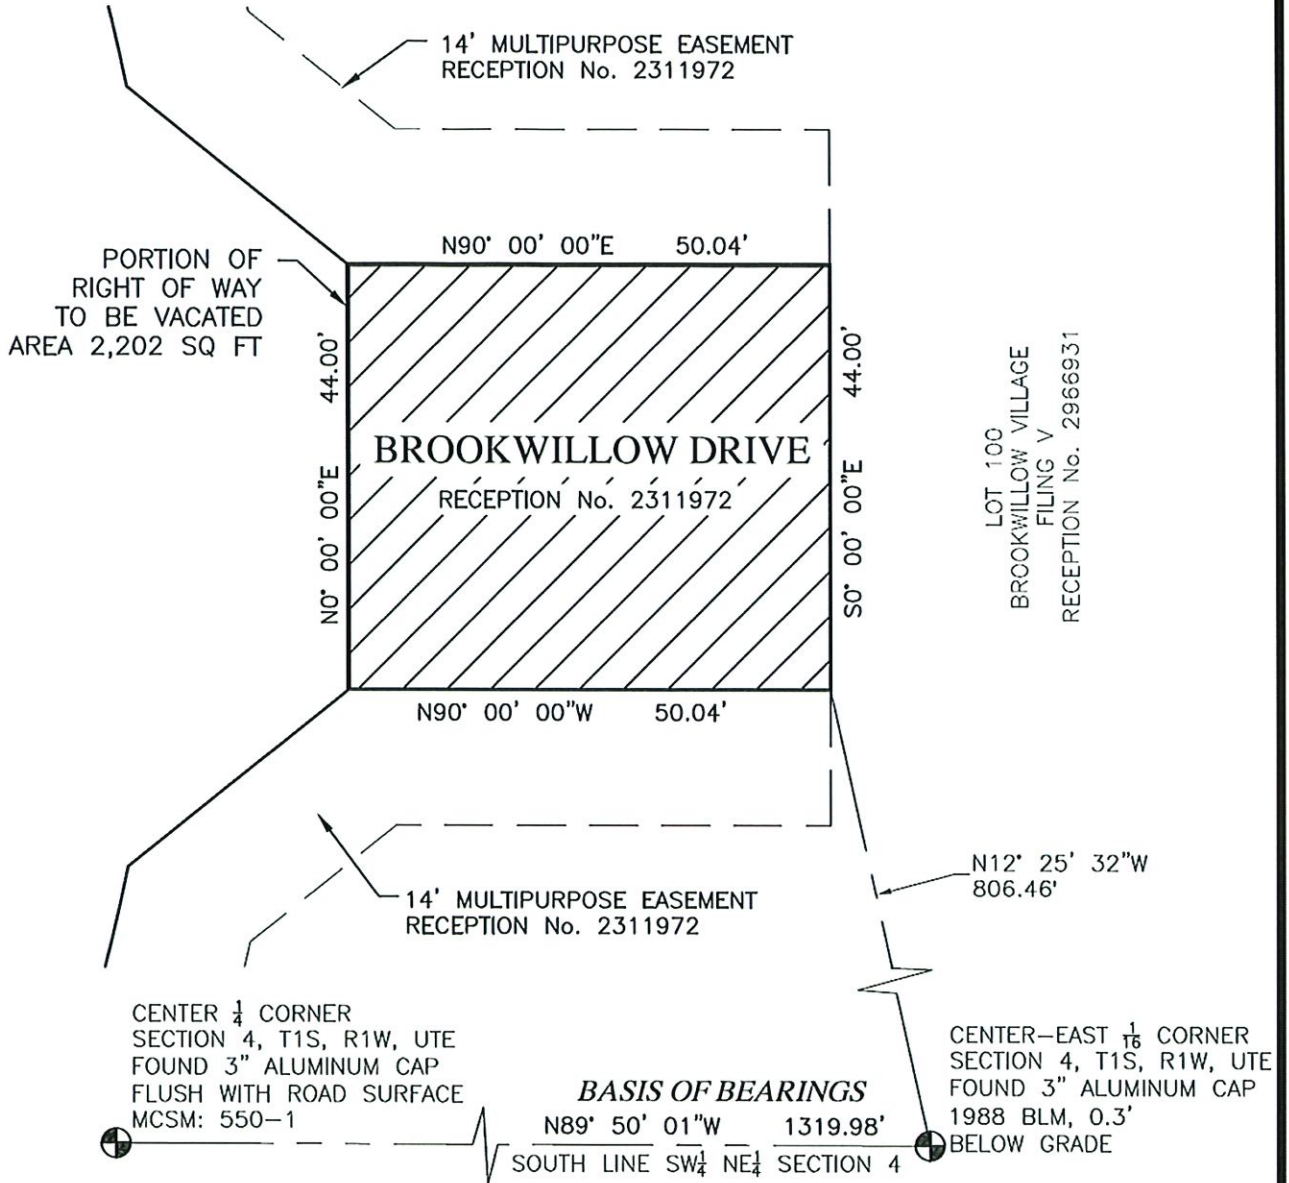 14' MULTIPURPOSE EASEMENT
RECEPTION No. 2311972
N90° 00' 00"E 50.04'
PORTION OF
RIGHT OF WAY
TO BE VACATED
AREA 2,202 SQ FT
N0° 00' 00"E 44.00'
BROOKWILLOW DRIVE
RECEPTION No. 2311972
S0° 00' 00"E 44.00'
LOT 100
BROOKWILLOW VILLAGE
FILING V
RECEPTION No. 2966931
N90° 00' 00"W 50.04'
N12° 25' 32"W
806.46'
14' MULTIPURPOSE EASEMENT
RECEPTION No. 2311972
CENTER 1/4 CORNER
SECTION 4, T1S, R1W, UTE
FOUND 3" ALUMINUM CAP
FLUSH WITH ROAD SURFACE
MCSM: 550-1
BASIS OF BEARINGS
N89° 50' 01"W 1319.98'
SOUTH LINE SW1/4 NE1/4 SECTION 4
CENTER-EAST 1/16 CORNER
SECTION 4, T1S, R1W, UTE
FOUND 3" ALUMINUM CAP
1988 BLM, 0.3'
BELOW GRADE